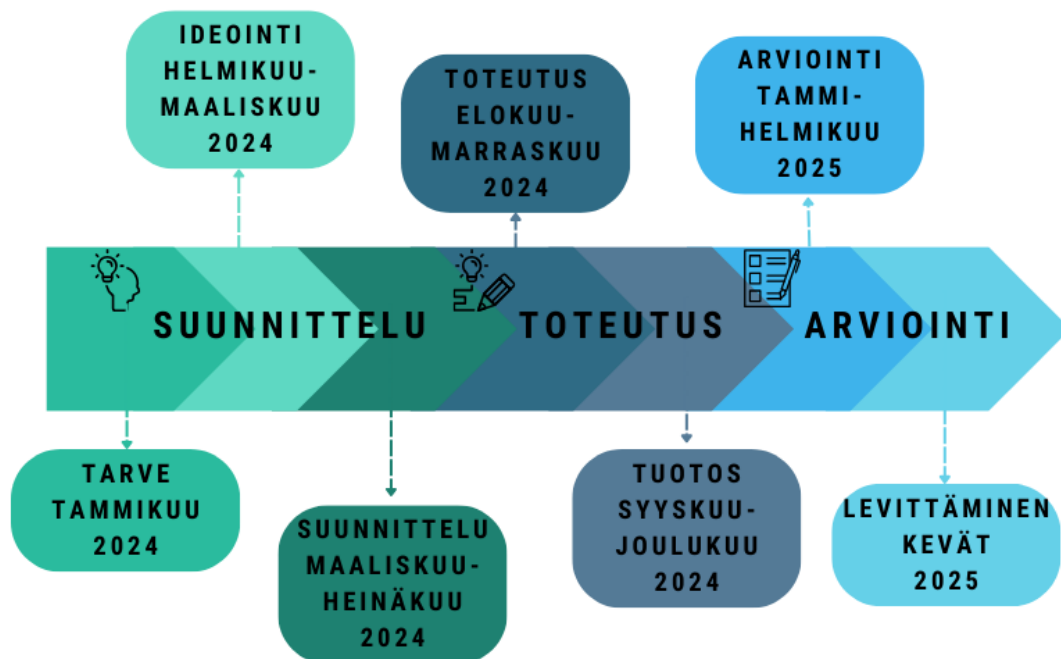 IDEOINTI
HELMIKUU-
MAALISKUU
2024
TOTEUTUS
ELOKUU-
MARRASKUU
2024
ARVIOINTI
TAMMI-
HELMIKUU
2025
SUUNNITTELU
TOTEUTUS
ARVIOINTI
TARVE
TAMMIKUU
2024
SUUNNITTELU
MAALISKUU-
HEINÄKUU
2024
TUOTOS
SYYSKUU-
JOULUKUU
2024
LEVITTÄMINEN
KEVÄT
2025